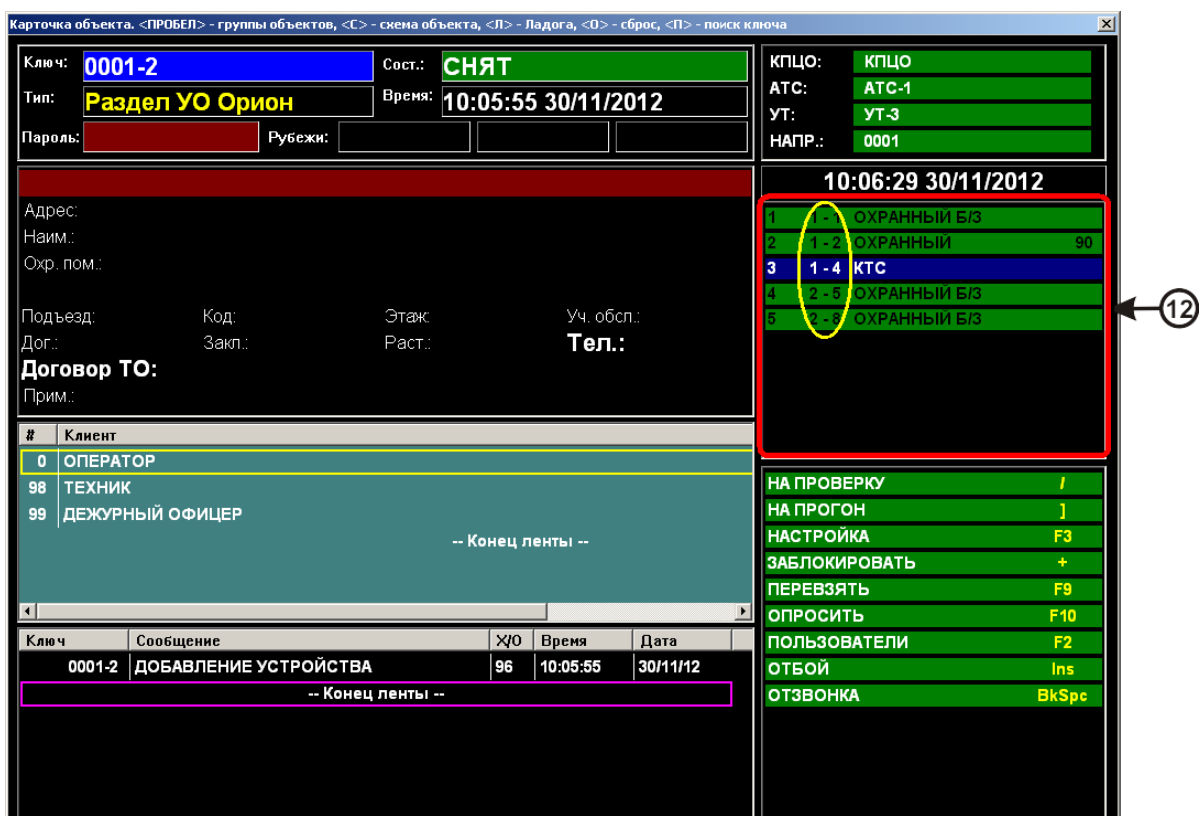 Карточка объекта. <ПРОБЕЛ> - группы объектов, <С> - схема объекта, <Л> - Ладога, <О> - сброс, <П> - поиск ключа
Ключ: 0001-2 Сост.: СНЯТ
Тип: Раздел УО Орион Время: 10:05:55 30/11/2012
Пароль: Рубежи:
КПЦО: КПЦО
АТС: АТС-1
УТ: УТ-3
НАПР.: 0001
Адрес:
Наим.:
Охр. пом.:
Подъезд: Код: Этаж: Уч. обсл.:
Дог.: Закл.: Раст.: Тел.:
Договор ТО:
Прим.:
10:06:29 30/11/2012
1 1 - 1 ОХРАННЫЙ Б/З
2 1 - 2 ОХРАННЫЙ 90
3 1 - 4 КТС
4 2 - 5 ОХРАННЫЙ Б/З
5 2 - 8 ОХРАННЫЙ Б/З
12
# Клиент
0 ОПЕРАТОР
98 ТЕХНИК
99 ДЕЖУРНЫЙ ОФИЦЕР
-- Конец ленты --
НА ПРОВЕРКУ /
НА ПРОГОН ]
НАСТРОЙКА F3
ЗАБЛОКИРОВАТЬ +
ПЕРЕВЗЯТЬ F9
ОПРОСИТЬ F10
ПОЛЬЗОВАТЕЛИ F2
ОТБОЙ Ins
ОТЗВОНКА BkSpc
Ключ Сообщение Х/О Время Дата
0001-2 ДОБАВЛЕНИЕ УСТРОЙСТВА 96 10:05:55 30/11/12
-- Конец ленты --